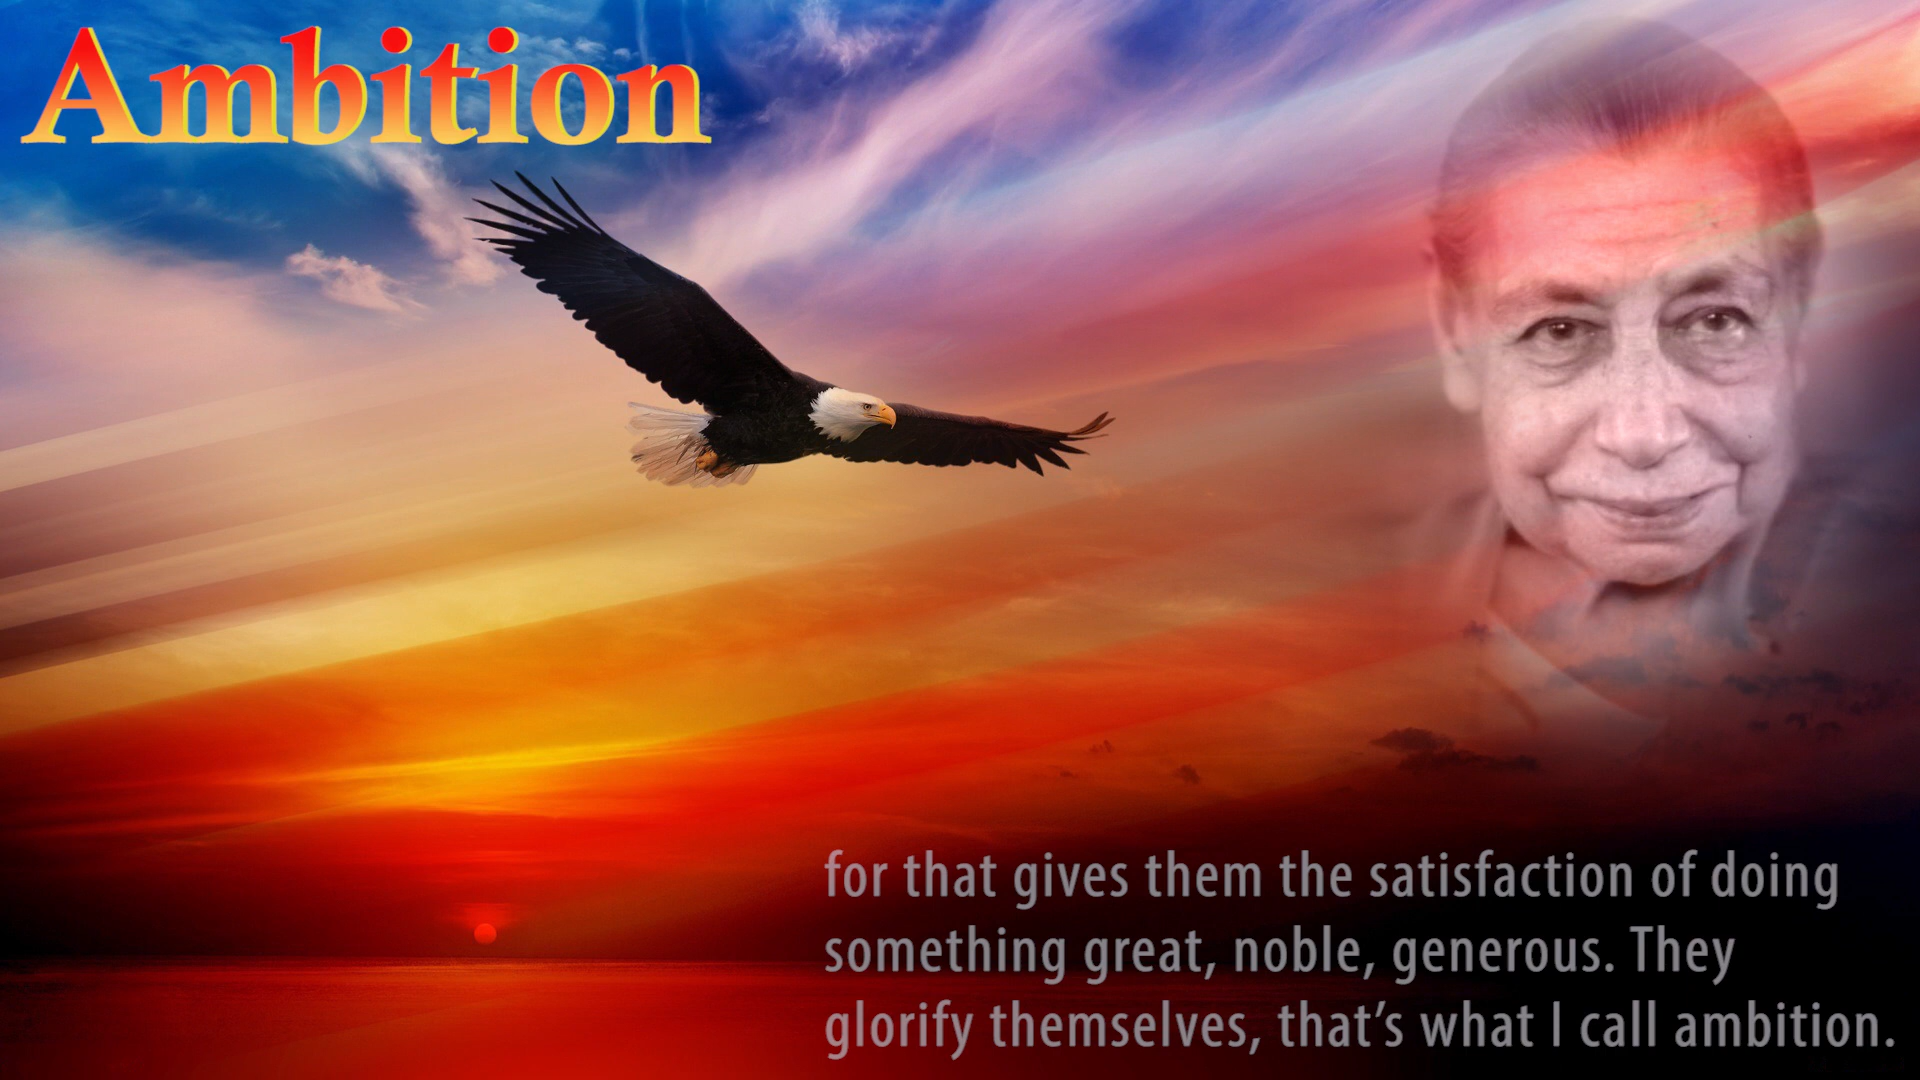 Ambition
for that gives them the satisfaction of doing
something great, noble, generous. They
glorify themselves, that’s what I call ambition.